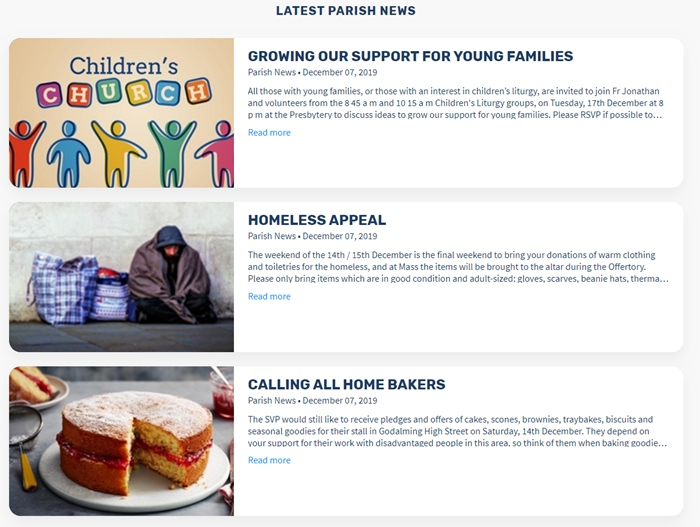 LATEST PARISH NEWS
Children's
CHURCH
GROWING OUR SUPPORT FOR YOUNG FAMILIES
Parish News • December 07, 2019
All those with young families, or those with an interest in children's liturgy, are invited to join Fr Jonathan
and volunteers from the 8 45 a m and 10 15 a m Children's Liturgy groups, on Tuesday, 17th December at 8
p m at the Presbytery to discuss ideas to grow our support for young families. Please RSVP if possible to…
Read more
HOMELESS APPEAL
Parish News • December 07, 2019
The weekend of the 14th / 15th December is the final weekend to bring your donations of warm clothing
and toiletries for the homeless, and at Mass the items will be brought to the altar during the Offertory.
Please only bring items which are in good condition and adult-sized: gloves, scarves, beanie hats, therma…
Read more
CALLING ALL HOME BAKERS
Parish News • December 07, 2019
The SVP would still like to receive pledges and offers of cakes, scones, brownies, traybakes, biscuits and
seasonal goodies for their stall in Godalming High Street on Saturday, 14th December. They depend on
your support for their work with disadvantaged people in this area, so think of them when baking goodie…
Read more